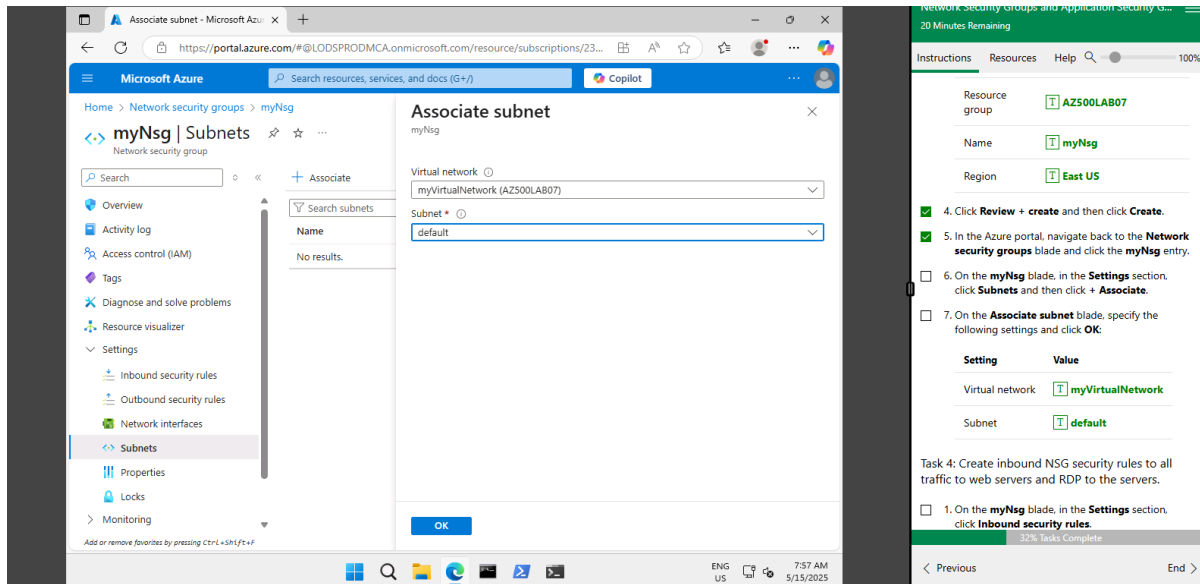 Associate subnet - Microsoft Azu
https://portal.azure.com/#@LODSPRODMCA.onmicrosoft.com/resource/subscriptions/23...
Microsoft Azure
Search resources, services, and docs (G+/)
Copilot
Home > Network security groups > myNsg
myNsg | Subnets
Network security group
Search
Overview
Activity log
Access control (IAM)
Tags
Diagnose and solve problems
Resource visualizer
Settings
Inbound security rules
Outbound security rules
Network interfaces
Subnets
Properties
Locks
Monitoring
Add or remove favorites by pressing Ctrl+Shift+F
+ Associate
Search subnets
Name
No results.
Associate subnet
myNsg
Virtual network
myVirtualNetwork (AZ500LAB07)
Subnet *
default
OK
ENG
US
7:57 AM
5/15/2025
Network Security Groups and Application Security G...
20 Minutes Remaining
Instructions Resources Help 100%
Resource
group
T AZ500LAB07
Name T myNsg
Region T East US
4. Click Review + create and then click Create.
5. In the Azure portal, navigate back to the Network
security groups blade and click the myNsg entry.
6. On the myNsg blade, in the Settings section,
click Subnets and then click + Associate.
7. On the Associate subnet blade, specify the
following settings and click OK:
Setting Value
Virtual network T myVirtualNetwork
Subnet T default
Task 4: Create inbound NSG security rules to all
traffic to web servers and RDP to the servers.
1. On the myNsg blade, in the Settings section,
click Inbound security rules.
32% Tasks Complete
< Previous End >